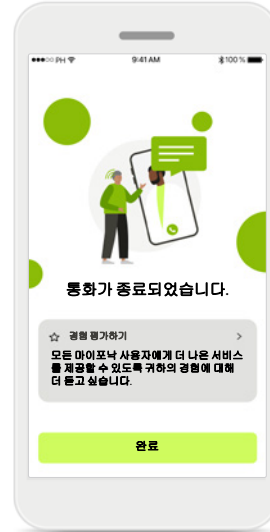 PH 9:41 AM 100 %
통화가 종료되었습니다.
경험 평가하기 >
모든 마이포낙 사용자에게 더 나은 서비스
를 제공할 수 있도록 귀하의 경험에 대해
더 듣고 싶습니다.
완료